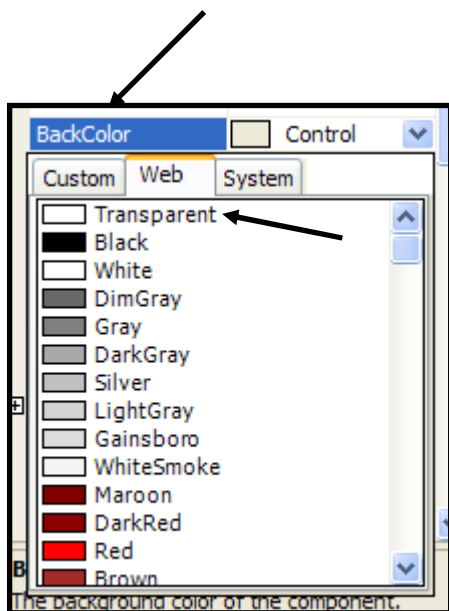 BackColor Control
Custom Web System
Transparent
Black
White
DimGray
Gray
DarkGray
Silver
LightGray
Gainsboro
WhiteSmoke
Maroon
DarkRed
Red
Brown
B
The background color of the component.